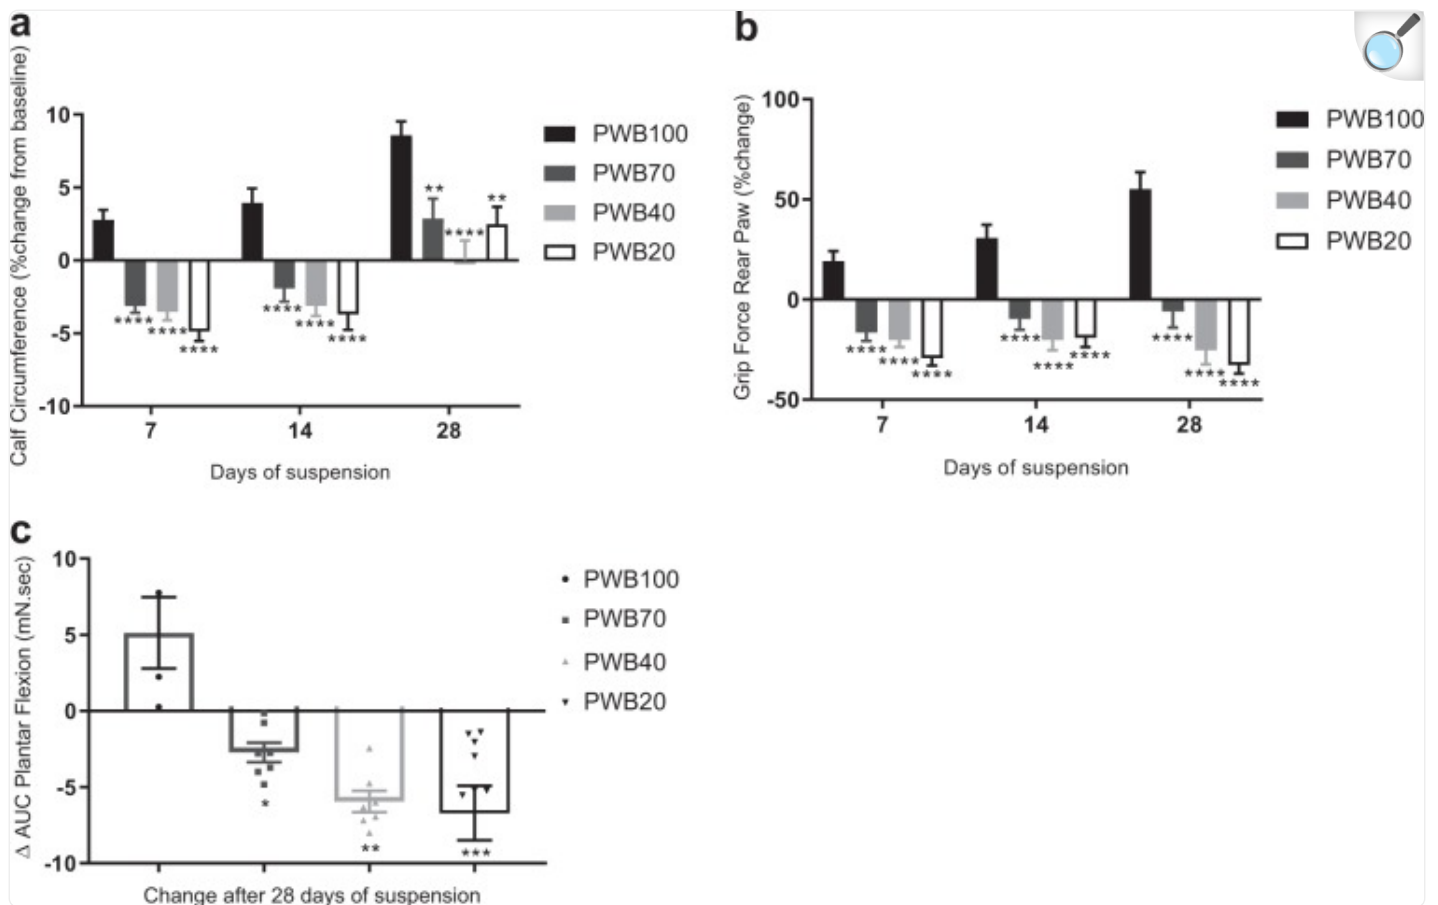 a
Calf Circumference (%change from baseline)
10
5
0
-5
-10
**
****
**
**** **** ****
**** **** ****
7 14 28
Days of suspension
PWB100
PWB70
PWB40
PWB20
b
Grip Force Rear Paw (%change)
100
50
0
-50
**** **** ****
**** **** ****
**** **** ****
7 14 28
Days of suspension
PWB100
PWB70
PWB40
PWB20
c
Δ AUC Plantar Flexion (mN.sec)
10
5
0
-5
-10
*
**
***
Change after 28 days of suspension
PWB100
PWB70
PWB40
PWB20